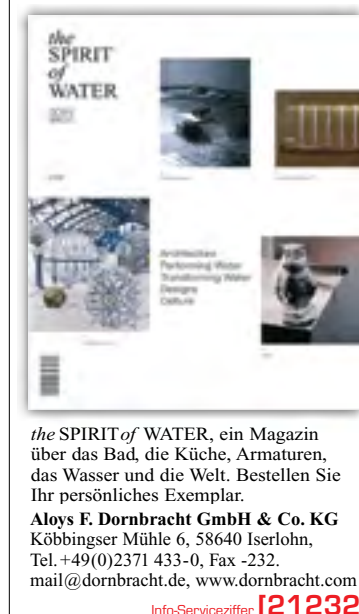 the
SPIRIT
of
WATER
Architecture
Performing Water
Transforming Water
Designs
Culture
the SPIRIT of WATER, ein Magazin
über das Bad, die Küche, Armaturen,
das Wasser und die Welt. Bestellen Sie
Ihr persönliches Exemplar.
Aloys F. Dornbracht GmbH & Co. KG
Köbbingser Mühle 6, 58640 Iserlohn,
Tel. +49(0)2371 433-0, Fax -232.
mail@dornbracht.de, www.dornbracht.com
Info-Serviceziffer [21232